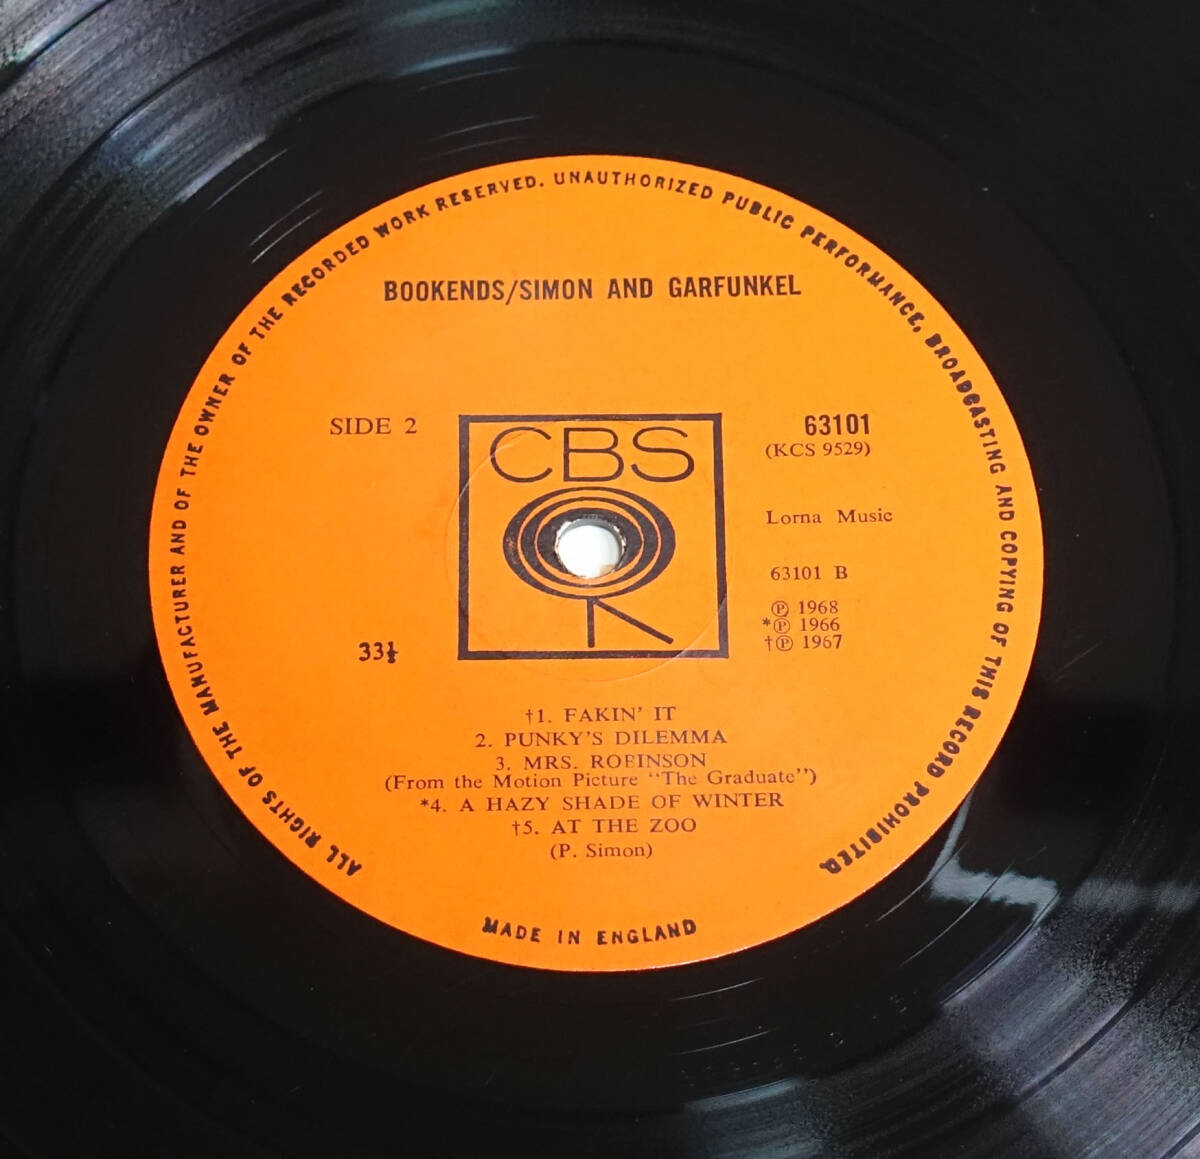 ALL RIGHTS OF THE MANUFACTURER AND OF THE OWNER OF THE RECORDED WORK RESERVED. UNAUTHORIZED PUBLIC PERFORMANCE, BROADCASTING AND COPYING OF THIS RECORD PROHIBITED
BOOKENDS/SIMON AND GARFUNKEL
SIDE 2
CBS
63101
(KCS 9529)
Lorna Music
63101 B
℗ 1968
*℗ 1966
†℗ 1967
33⅓
†1. FAKIN' IT
2. PUNKY'S DILEMMA
3. MRS. ROBINSON
(From the Motion Picture "The Graduate")
*4. A HAZY SHADE OF WINTER
†5. AT THE ZOO
(P. Simon)
MADE IN ENGLAND